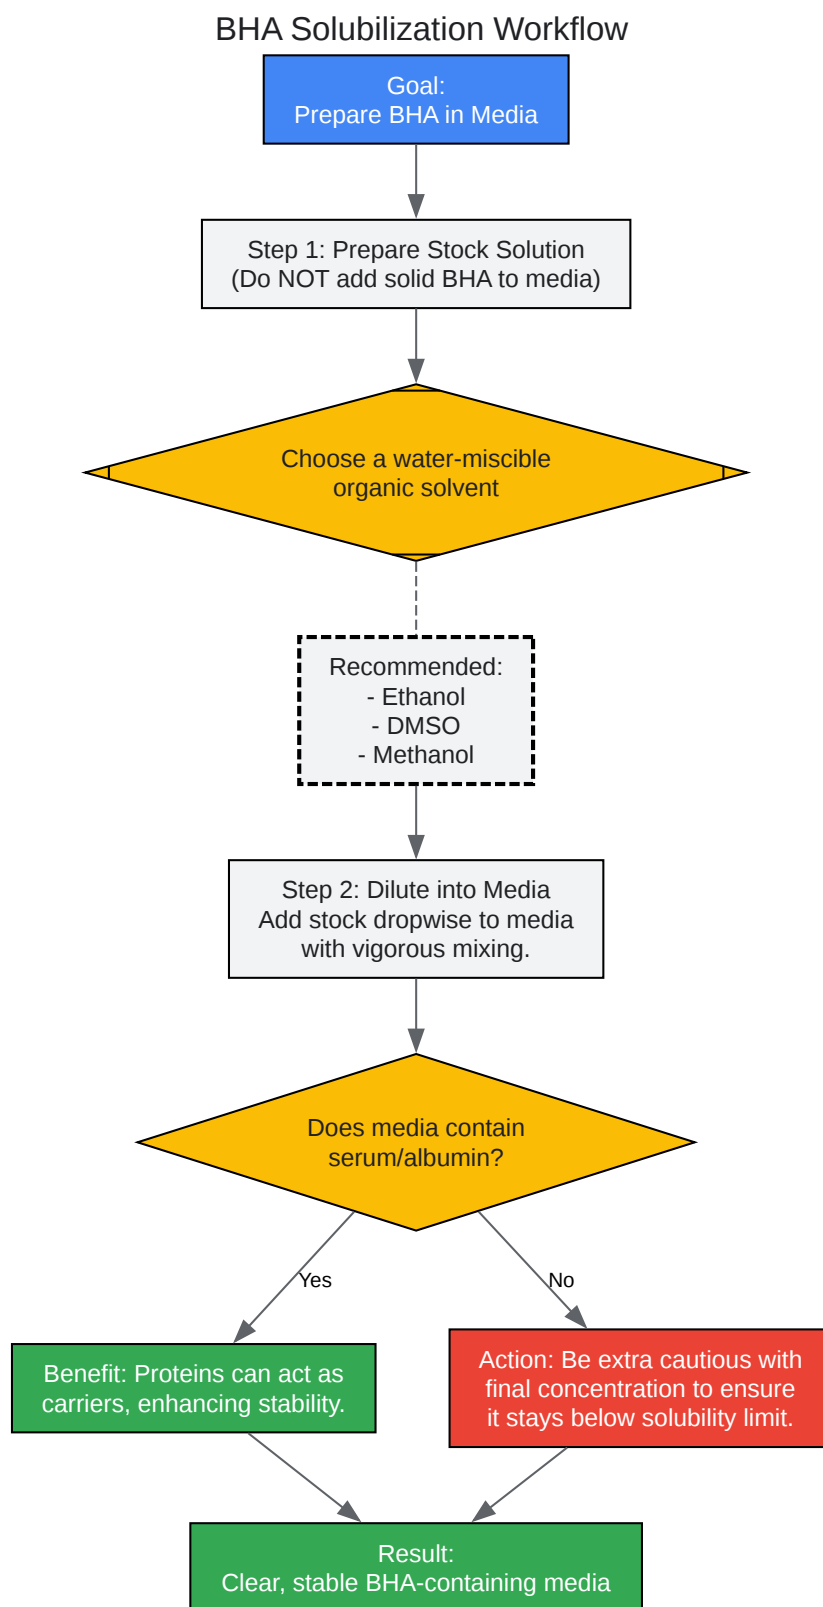 BHA Solubilization Workflow
Goal:
Prepare BHA in Media
Step 1: Prepare Stock Solution
(Do NOT add solid BHA to media)
Choose a water-miscible
organic solvent
Recommended:
- Ethanol
- DMSO
- Methanol
Step 2: Dilute into Media
Add stock dropwise to media
with vigorous mixing.
Does media contain
serum/albumin?
Yes
No
Benefit: Proteins can act as
carriers, enhancing stability.
Action: Be extra cautious with
final concentration to ensure
it stays below solubility limit.
Result:
Clear, stable BHA-containing media